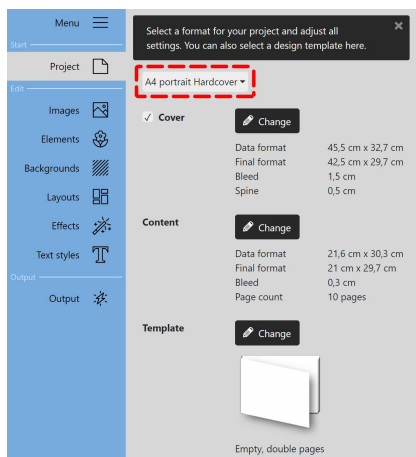 Menu
Start
Project
Edit
Images
Elements
Backgrounds
Layouts
Effects
Text styles
Output
Output
Select a format for your project and adjust all
settings. You can also select a design template here.
A4 portrait Hardcover
Cover
Change
Data format 45,5 cm x 32,7 cm
Final format 42,5 cm x 29,7 cm
Bleed 1,5 cm
Spine 0,5 cm
Content
Change
Data format 21,6 cm x 30,3 cm
Final format 21 cm x 29,7 cm
Bleed 0,3 cm
Page count 10 pages
Template
Change
Empty, double pages